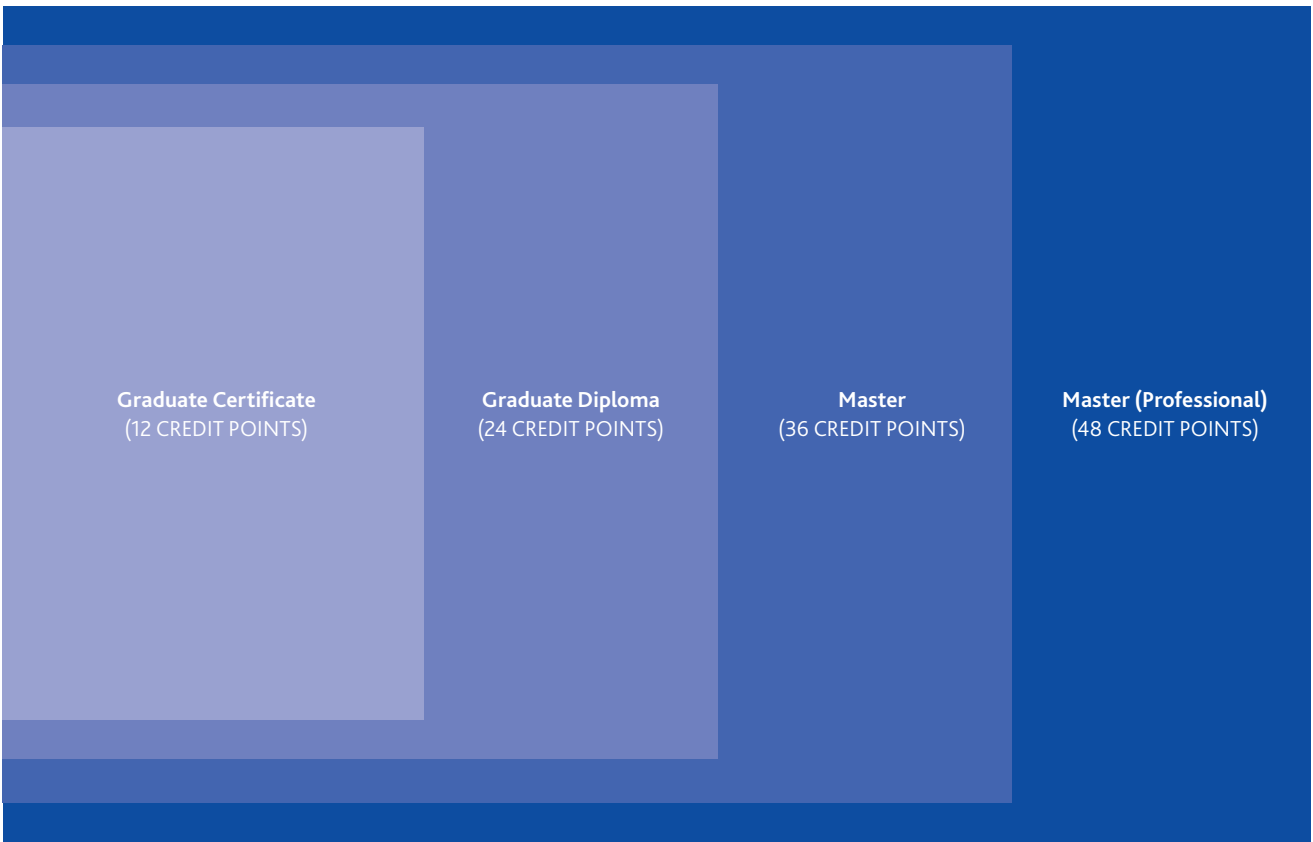 Graduate Certificate
(12 CREDIT POINTS)
Graduate Diploma
(24 CREDIT POINTS)
Master
(36 CREDIT POINTS)
Master (Professional)
(48 CREDIT POINTS)